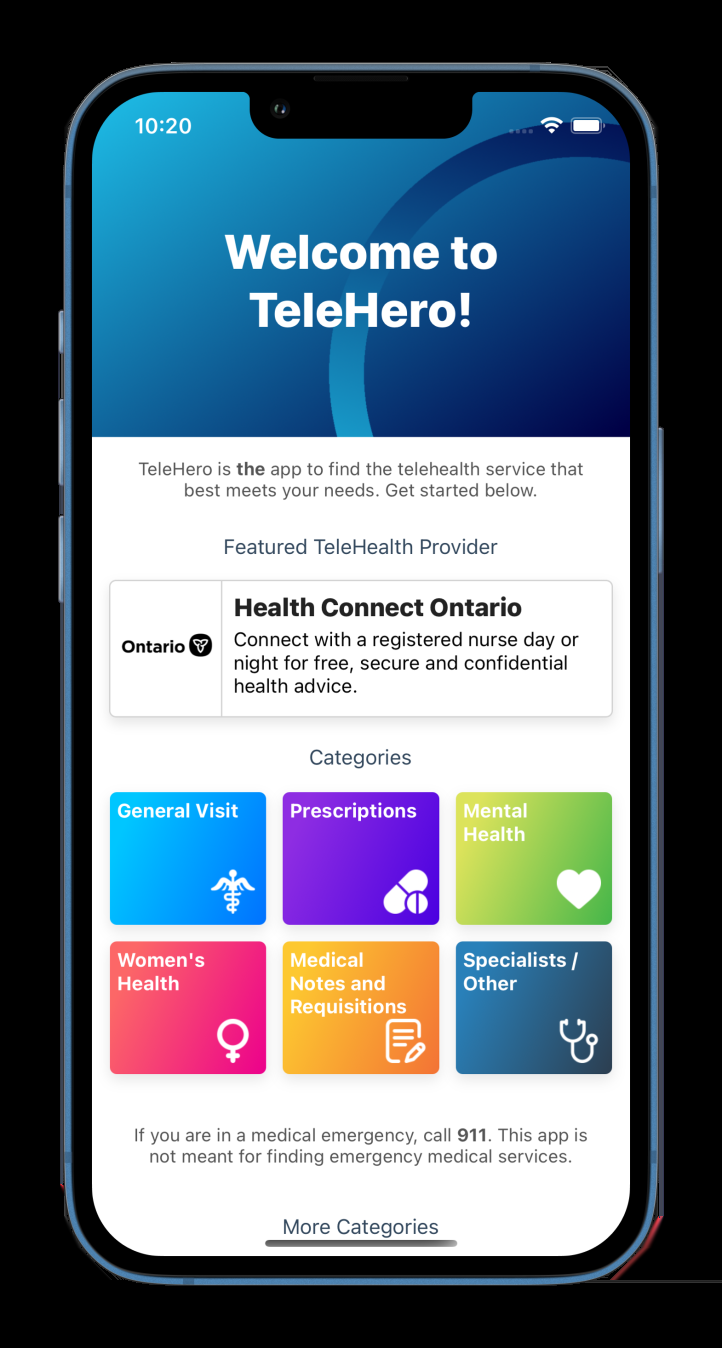 10:20
Welcome to
TeleHero!
TeleHero is the app to find the telehealth service that
best meets your needs. Get started below.
Featured TeleHealth Provider
Ontario
Health Connect Ontario
Connect with a registered nurse day or
night for free, secure and confidential
health advice.
Categories
General Visit
Prescriptions
Mental
Health
Women's
Health
Medical
Notes and
Requisitions
Specialists /
Other
If you are in a medical emergency, call 911. This app is
not meant for finding emergency medical services.
More Categories